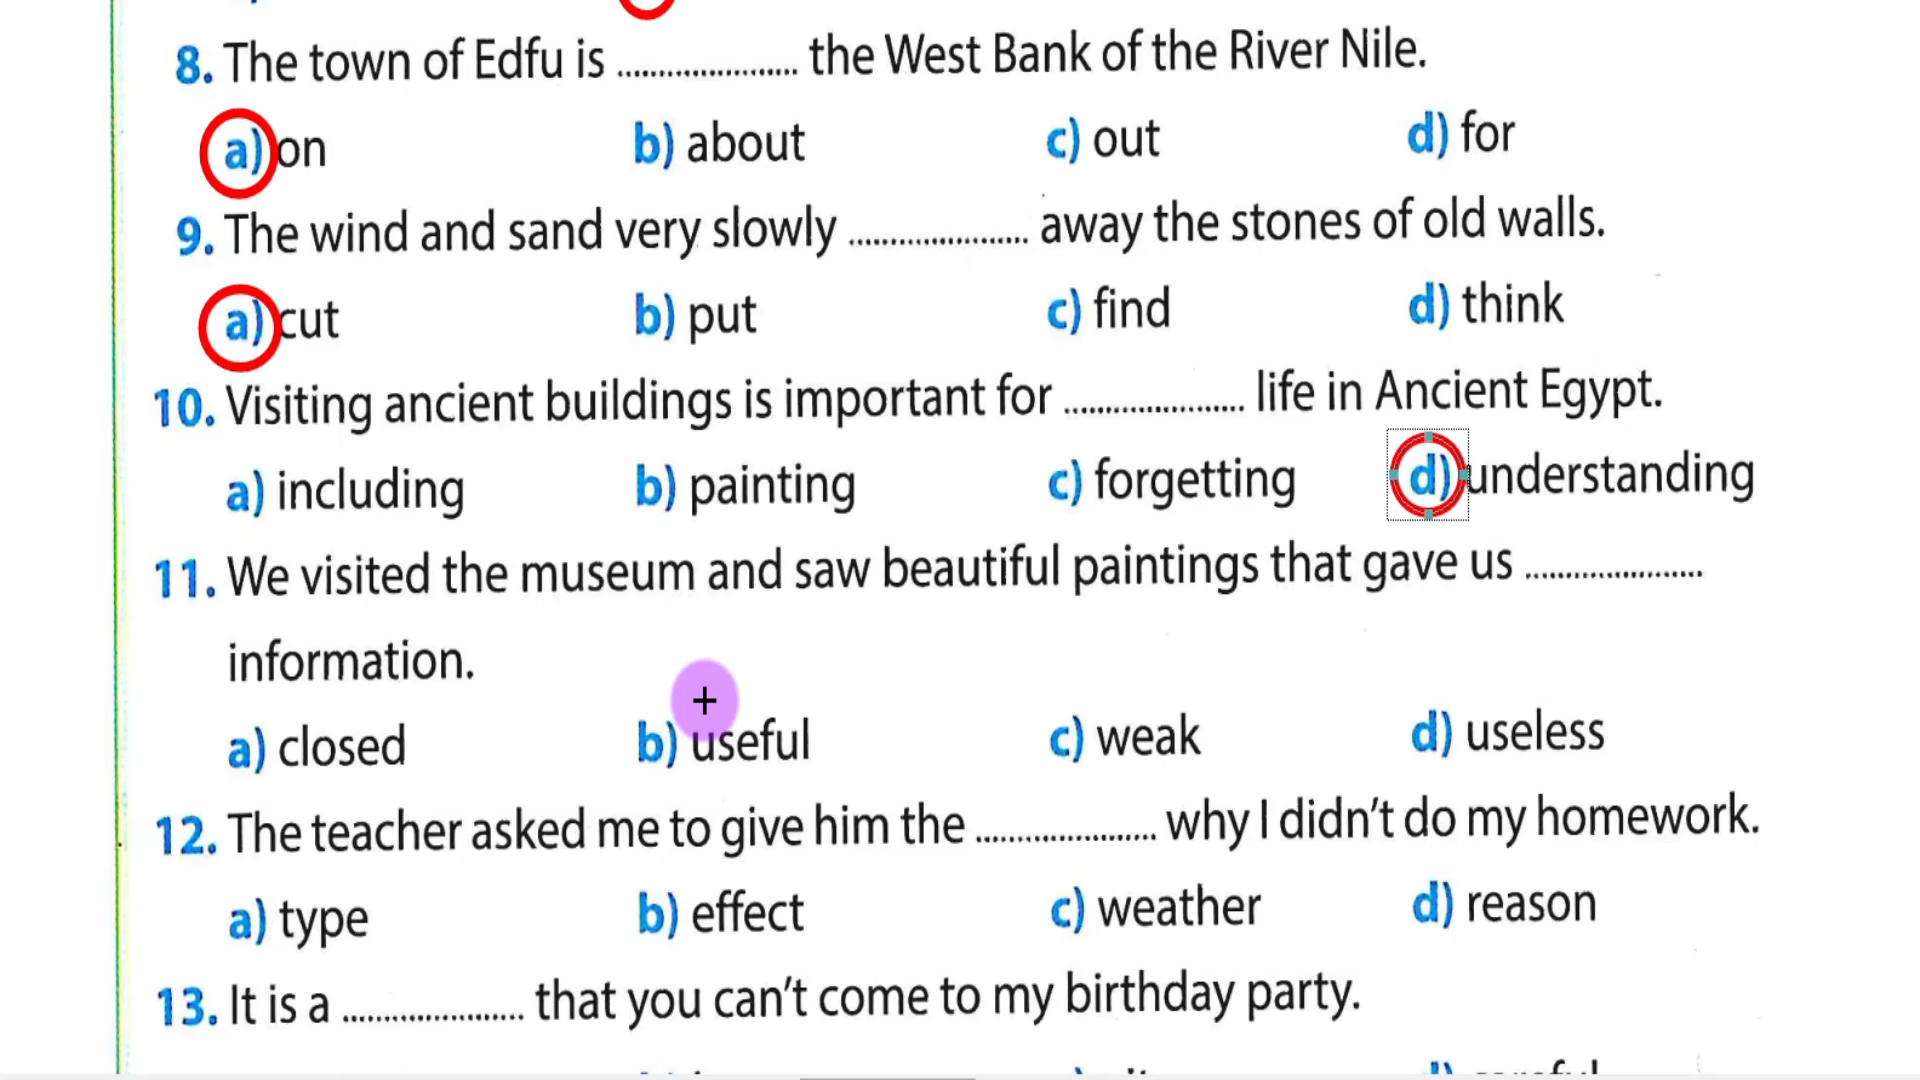 8. The town of Edfu is ...................... the West Bank of the River Nile.
a) on b) about c) out d) for
9. The wind and sand very slowly ...................... away the stones of old walls.
a) cut b) put c) find d) think
10. Visiting ancient buildings is important for ...................... life in Ancient Egypt.
a) including b) painting c) forgetting d) understanding
11. We visited the museum and saw beautiful paintings that gave us ......................
information.
a) closed b) useful c) weak d) useless
12. The teacher asked me to give him the ...................... why I didn't do my homework.
a) type b) effect c) weather d) reason
13. It is a ...................... that you can't come to my birthday party.